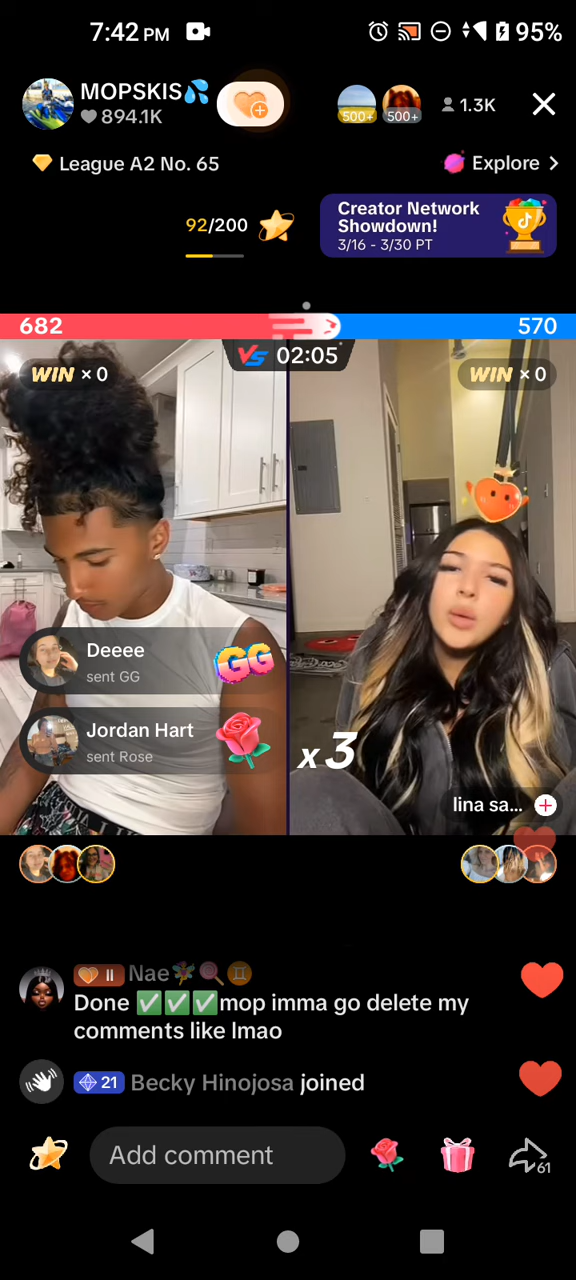 7:42 PM
95%
MOPSKIS💦
894.1K
500+
500+
1.3K
League A2 No. 65
Explore >
92/200
Creator Network
Showdown!
3/16 - 3/30 PT
682
570
VS 02:05
WIN × 0
WIN × 0
Deeee
sent GG
GG
Jordan Hart
sent Rose
x3
lina sa...
II Nae🧚🍭♊
Done ✅✅✅mop imma go delete my
comments like lmao
21 Becky Hinojosa joined
Add comment
61